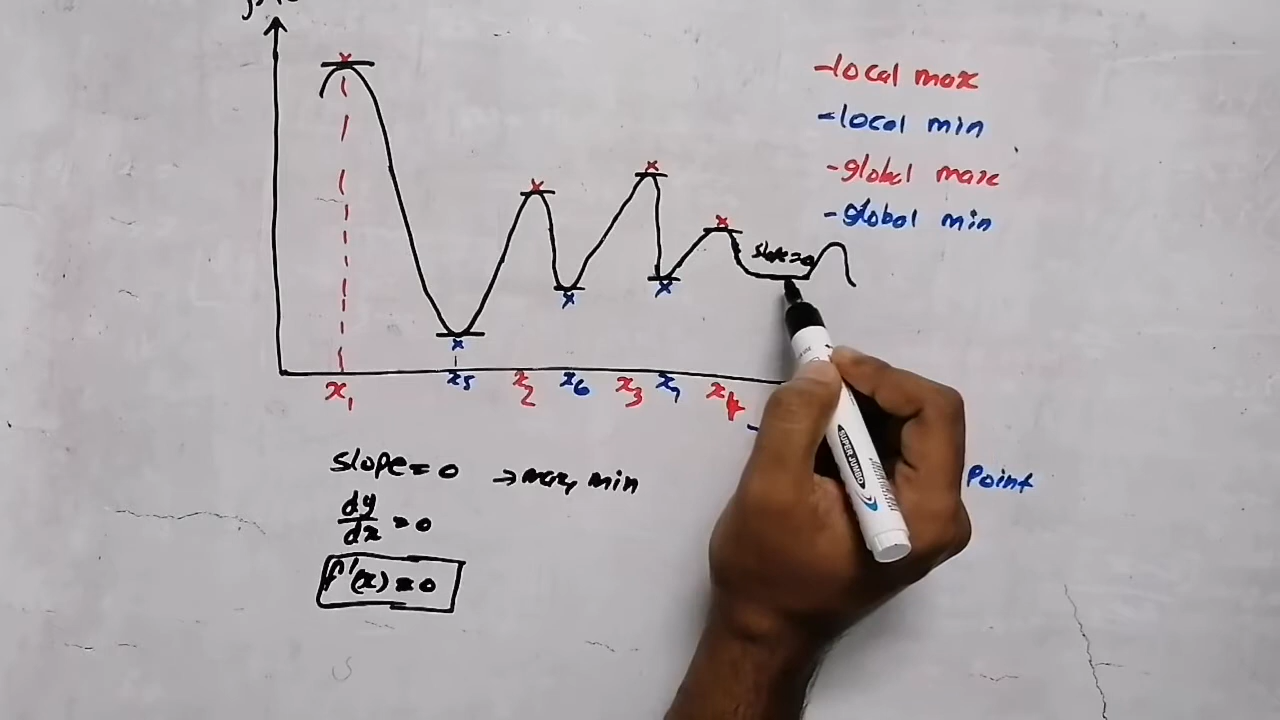 -local max
-local min
-global max
-global min
slope=0
x1 x5 x2 x6 x3 x7 x4
slope=0 →max, min
dy/dx=0
f'(x)=0
Point
SUPER JUMBO